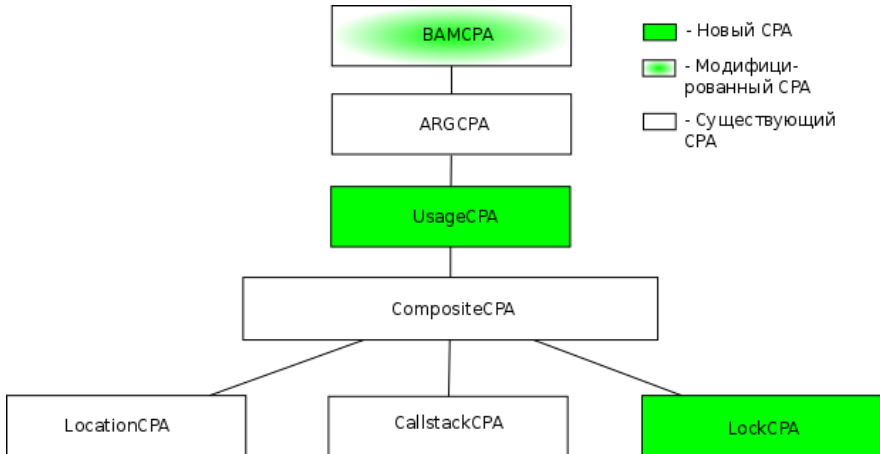 BAMCPA
ARGCPA
UsageCPA
CompositeCPA
LocationCPA
CallstackCPA
LockCPA
- Новый CPA
- Модифици-
рованный CPA
- Существующий
CPA